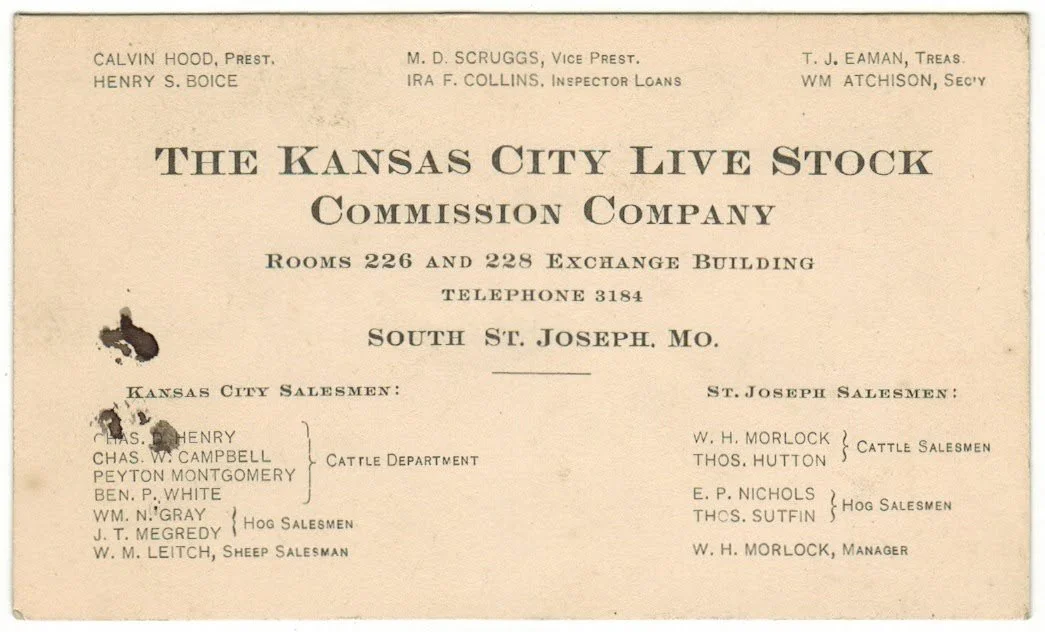 CALVIN HOOD, PREST.
HENRY S. BOICE
M. D. SCRUGGS, VICE PREST.
IRA F. COLLINS, INSPECTOR LOANS
T. J. EAMAN, TREAS.
WM ATCHISON, SEC'Y
THE KANSAS CITY LIVE STOCK
COMMISSION COMPANY
ROOMS 226 AND 228 EXCHANGE BUILDING
TELEPHONE 3184
SOUTH ST. JOSEPH, MO.
KANSAS CITY SALESMEN:
CHAS. HENRY
CHAS. W. CAMPBELL
PEYTON MONTGOMERY
BEN. P. WHITE
CATTLE DEPARTMENT
WM. N. GRAY
J. T. MEGREDY
HOG SALESMEN
W. M. LEITCH, SHEEP SALESMAN
ST. JOSEPH SALESMEN:
W. H. MORLOCK
THOS. HUTTON
CATTLE SALESMEN
E. P. NICHOLS
THOS. SUTFIN
HOG SALESMEN
W. H. MORLOCK, MANAGER